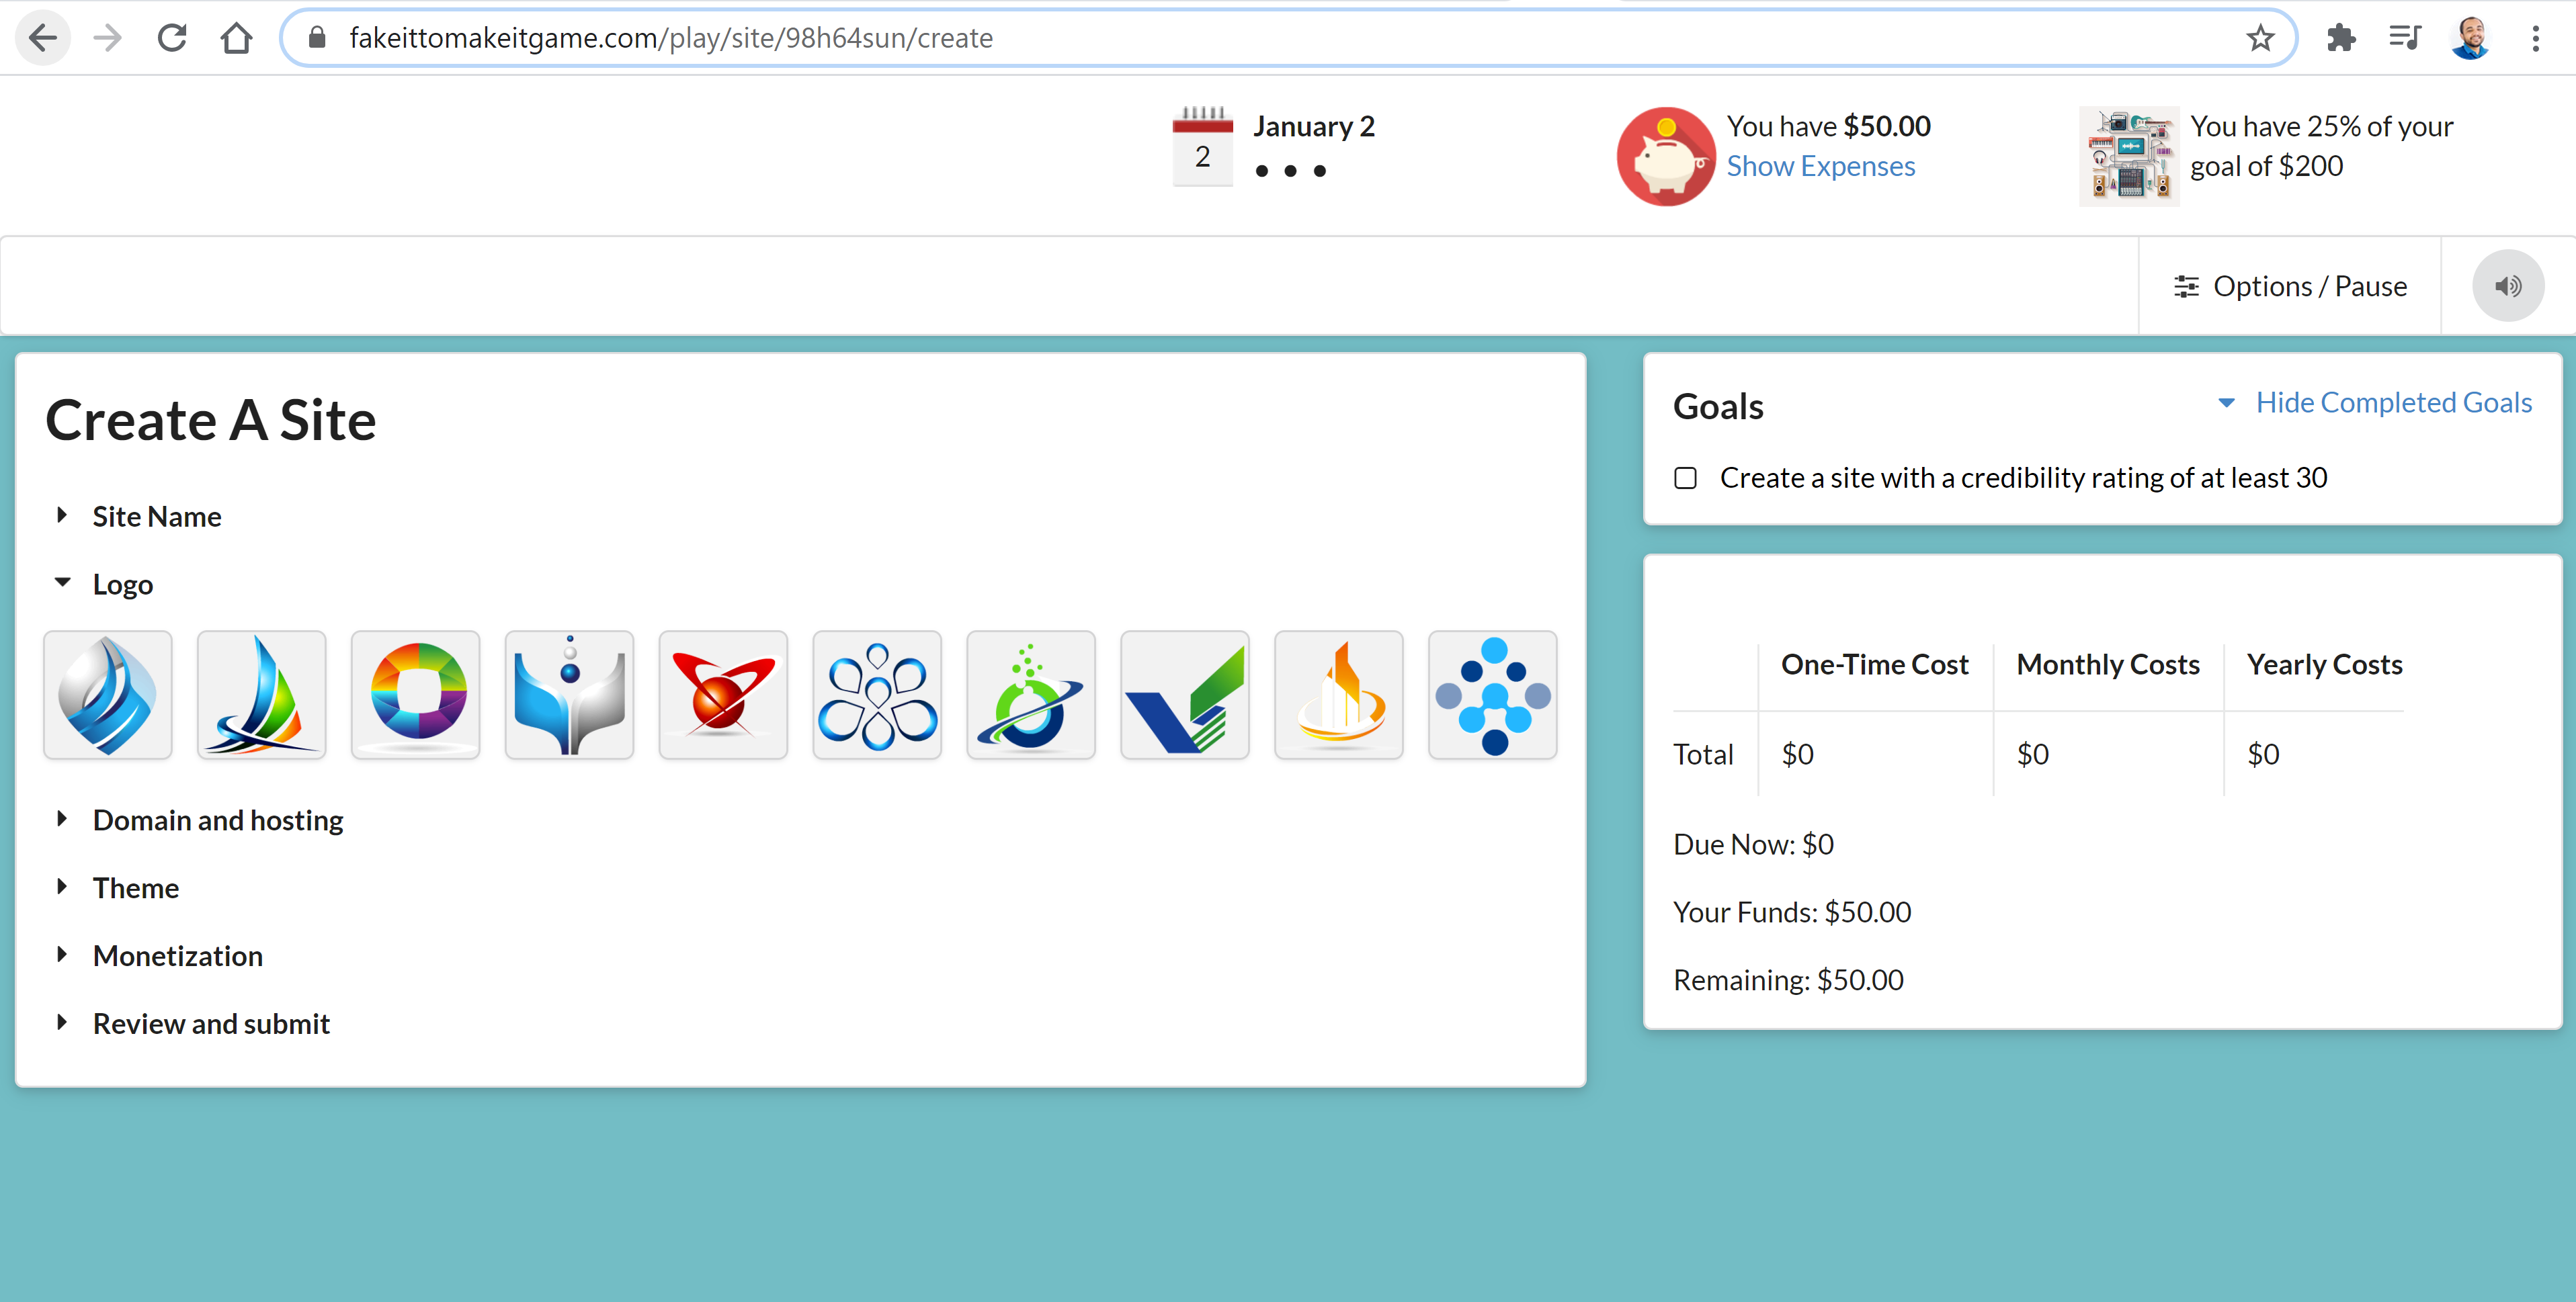 fakeittomakeitgame.com/play/site/98h64sun/create
January 2
2
You have $50.00
Show Expenses
You have 25% of your
goal of $200
Options / Pause
Create A Site
Site Name
Logo
Domain and hosting
Theme
Monetization
Review and submit
Goals
Hide Completed Goals
Create a site with a credibility rating of at least 30
One-Time Cost Monthly Costs Yearly Costs
Total $0 $0 $0
Due Now: $0
Your Funds: $50.00
Remaining: $50.00